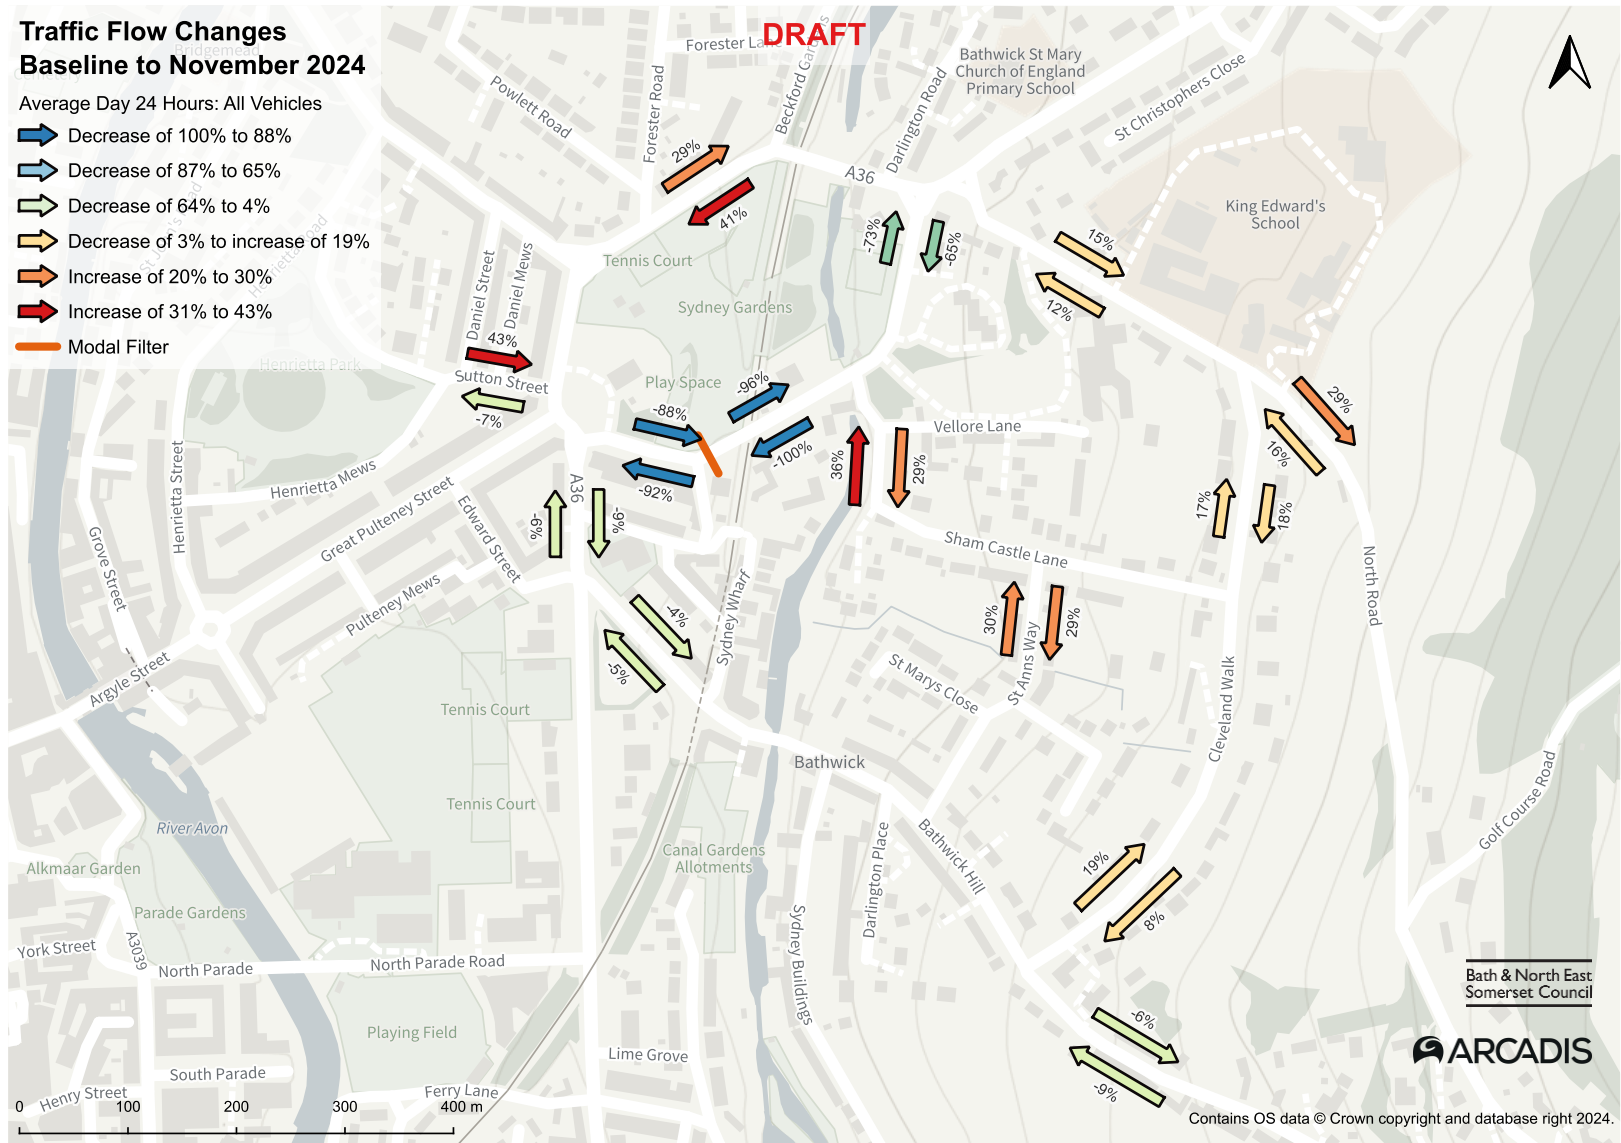 Traffic Flow Changes
Baseline to November 2024
Average Day 24 Hours: All Vehicles
Decrease of 100% to 88%
Decrease of 87% to 65%
Decrease of 64% to 4%
Decrease of 3% to increase of 19%
Increase of 20% to 30%
Increase of 31% to 43%
Modal Filter
DRAFT
Bridgemead
Forester Lane
Beckford Gardens
Bathwick St Mary
Church of England
Primary School
Powlett Road
Forester Road
Darlington Road
St Christophers Close
29%
41%
A36
King Edward's
School
St John's Road
Henrietta Road
-73%
-65%
15%
12%
Daniel Street
Daniel Mews
Tennis Court
Sydney Gardens
43%
Henrietta Park
Sutton Street
-7%
Play Space
-96%
-88%
-100%
-92%
Vellore Lane
29%
16%
36%
29%
Henrietta Street
Henrietta Mews
Great Pulteney Street
A36
17%
18%
Grove Street
Edward Street
-9%
-9%
Sham Castle Lane
North Road
Pulteney Mews
Sydney Wharf
-4%
-5%
30%
29%
St Anns Way
St Marys Close
Argyle Street
Cleveland Walk
Tennis Court
Bathwick
Tennis Court
River Avon
Golf Course Road
Alkmaar Garden
Canal Gardens
Allotments
Darlington Place
Bathwick Hill
19%
8%
Parade Gardens
York Street
A3039
North Parade
North Parade Road
Sydney Buildings
Bath & North East
Somerset Council
Playing Field
-6%
-9%
Lime Grove
ARCADIS
South Parade
Henry Street
Ferry Lane
0 100 200 300 400 m
Contains OS data © Crown copyright and database right 2024.